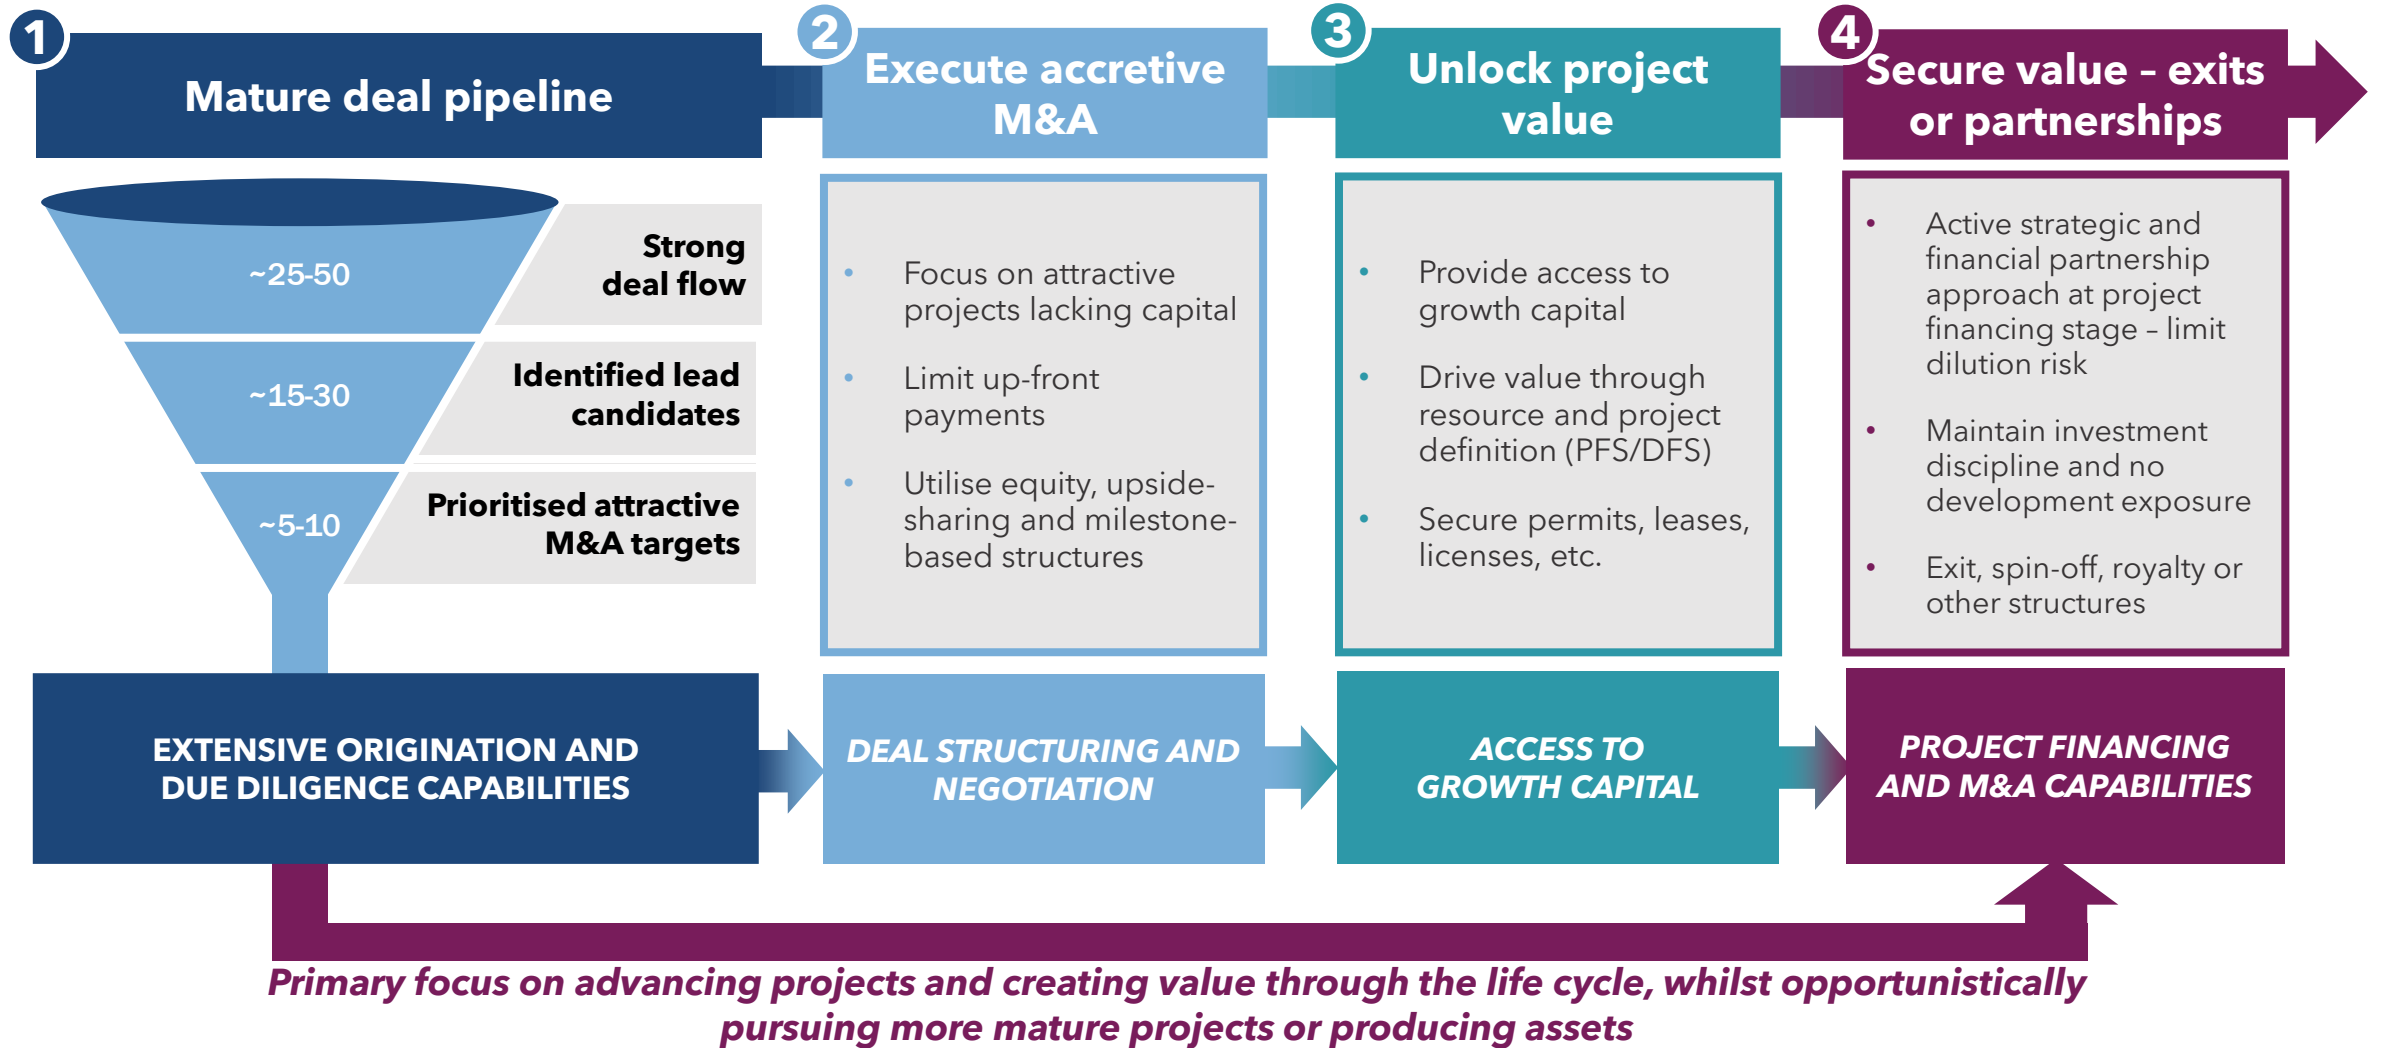 1
Mature deal pipeline
~25-50
Strong
deal flow
~15-30
Identified lead
candidates
~5-10
Prioritised attractive
M&A targets
EXTENSIVE ORIGINATION AND
DUE DILIGENCE CAPABILITIES
2
Execute accretive
M&A
• Focus on attractive
projects lacking capital
• Limit up-front
payments
• Utilise equity, upside-
sharing and milestone-
based structures
DEAL STRUCTURING AND
NEGOTIATION
3
Unlock project
value
• Provide access to
growth capital
• Drive value through
resource and project
definition (PFS/DFS)
• Secure permits, leases,
licenses, etc.
ACCESS TO
GROWTH CAPITAL
4
Secure value – exits
or partnerships
• Active strategic and
financial partnership
approach at project
financing stage – limit
dilution risk
• Maintain investment
discipline and no
development exposure
• Exit, spin-off, royalty or
other structures
PROJECT FINANCING
AND M&A CAPABILITIES
Primary focus on advancing projects and creating value through the life cycle, whilst opportunistically
pursuing more mature projects or producing assets